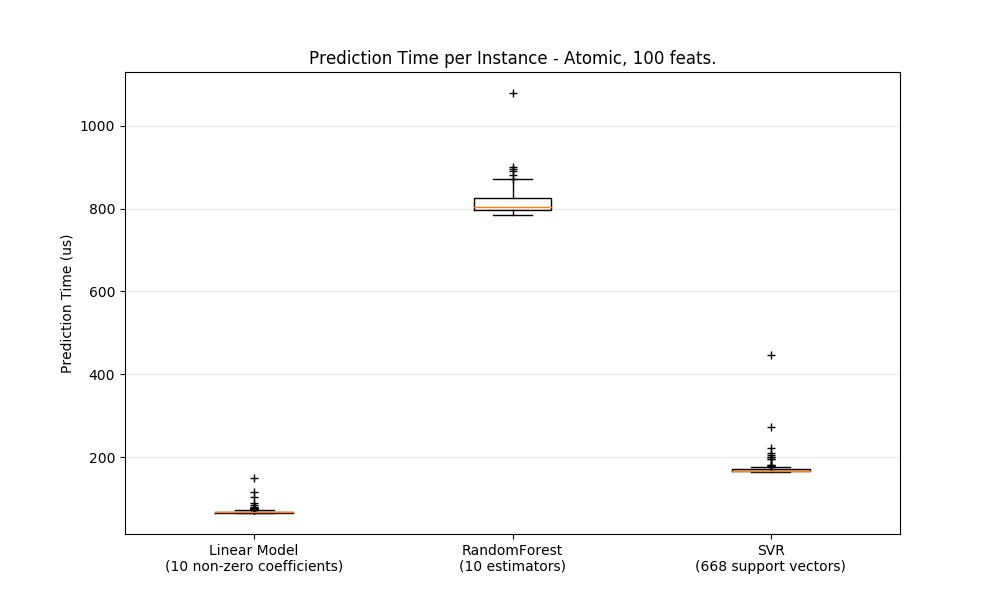 Prediction Time per Instance - Atomic, 100 feats.
Prediction Time (us)
1000
800
600
400
200
Linear Model
(10 non-zero coefficients)
RandomForest
(10 estimators)
SVR
(668 support vectors)